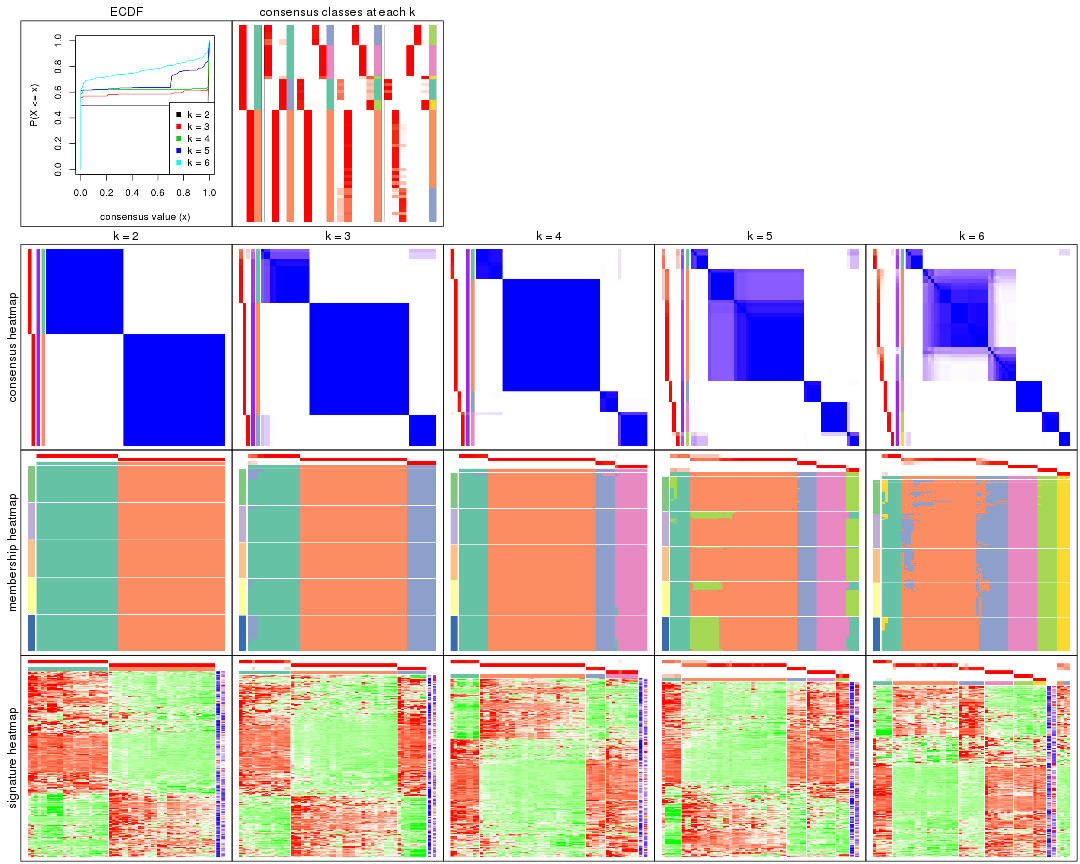 ECDF
consensus classes at each k
P(X <= x)
0.0 0.2 0.4 0.6 0.8 1.0
k = 2
k = 3
k = 4
k = 5
k = 6
0.0 0.2 0.4 0.6 0.8 1.0
consensus value (x)
k = 2
k = 3
k = 4
k = 5
k = 6
consensus heatmap
membership heatmap
signature heatmap